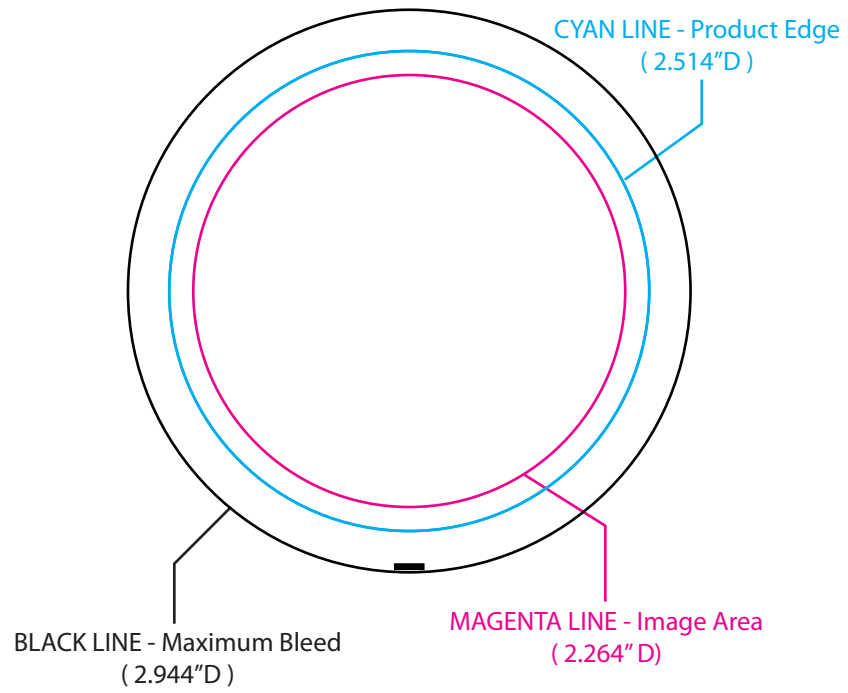 CYAN LINE - Product Edge
( 2.514”D )
MAGENTA LINE - Image Area
( 2.264” D)
BLACK LINE - Maximum Bleed
( 2.944”D )